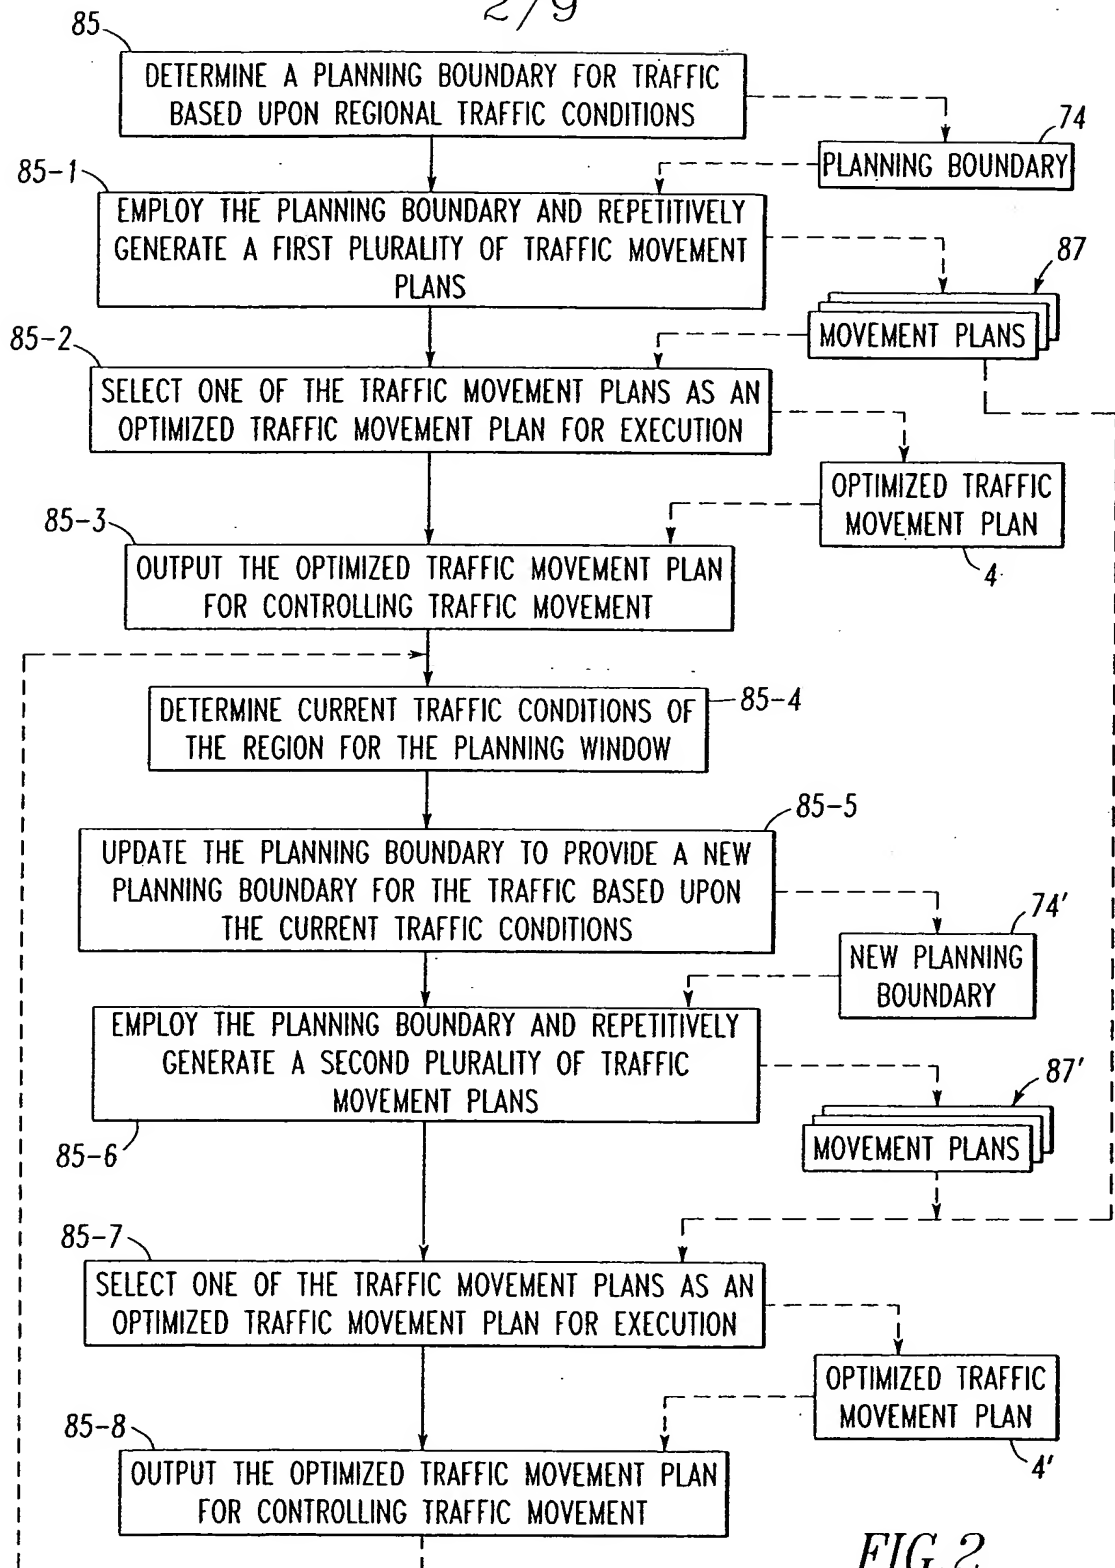 2/9
85
DETERMINE A PLANNING BOUNDARY FOR TRAFFIC
BASED UPON REGIONAL TRAFFIC CONDITIONS
74
PLANNING BOUNDARY
85-1
EMPLOY THE PLANNING BOUNDARY AND REPETITIVELY
GENERATE A FIRST PLURALITY OF TRAFFIC MOVEMENT
PLANS
87
MOVEMENT PLANS
85-2
SELECT ONE OF THE TRAFFIC MOVEMENT PLANS AS AN
OPTIMIZED TRAFFIC MOVEMENT PLAN FOR EXECUTION
OPTIMIZED TRAFFIC
MOVEMENT PLAN
4
85-3
OUTPUT THE OPTIMIZED TRAFFIC MOVEMENT PLAN
FOR CONTROLLING TRAFFIC MOVEMENT
85-4
DETERMINE CURRENT TRAFFIC CONDITIONS OF
THE REGION FOR THE PLANNING WINDOW
85-5
UPDATE THE PLANNING BOUNDARY TO PROVIDE A NEW
PLANNING BOUNDARY FOR THE TRAFFIC BASED UPON
THE CURRENT TRAFFIC CONDITIONS
74'
NEW PLANNING
BOUNDARY
EMPLOY THE PLANNING BOUNDARY AND REPETITIVELY
GENERATE A SECOND PLURALITY OF TRAFFIC
MOVEMENT PLANS
85-6
87'
MOVEMENT PLANS
85-7
SELECT ONE OF THE TRAFFIC MOVEMENT PLANS AS AN
OPTIMIZED TRAFFIC MOVEMENT PLAN FOR EXECUTION
OPTIMIZED TRAFFIC
MOVEMENT PLAN
4'
85-8
OUTPUT THE OPTIMIZED TRAFFIC MOVEMENT PLAN
FOR CONTROLLING TRAFFIC MOVEMENT
FIG.2